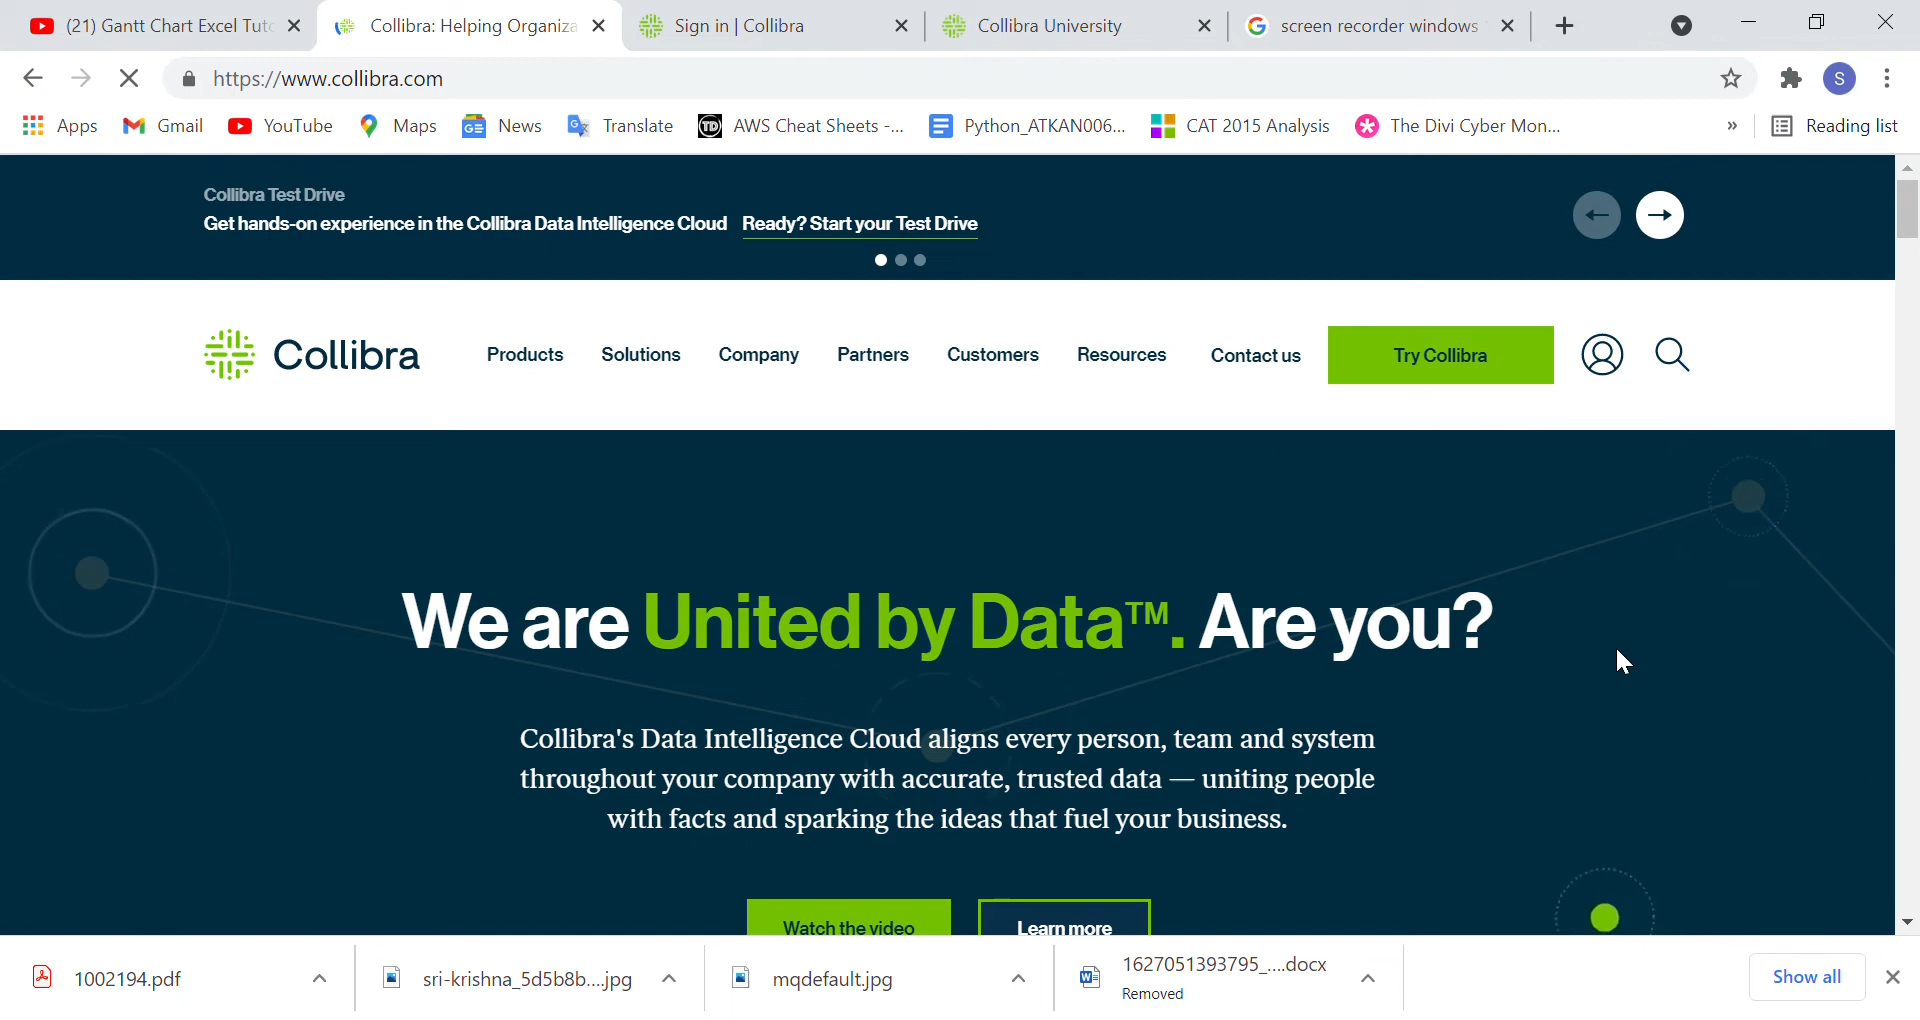 (21) Gantt Chart Excel Tut
Collibra: Helping Organiza
Sign in | Collibra
Collibra University
screen recorder windows
https://www.collibra.com
S
Apps
Gmail
YouTube
Maps
News
Translate
TD
AWS Cheat Sheets -...
Python_ATKAN006...
CAT 2015 Analysis
The Divi Cyber Mon...
»
Reading list
Collibra Test Drive
Get hands-on experience in the Collibra Data Intelligence Cloud Ready? Start your Test Drive
Collibra
Products
Solutions
Company
Partners
Customers
Resources
Contact us
Try Collibra
We are United by Data™. Are you?
Collibra's Data Intelligence Cloud aligns every person, team and system
throughout your company with accurate, trusted data — uniting people
with facts and sparking the ideas that fuel your business.
Watch the video
Learn more
1002194.pdf
sri-krishna_5d5b8b....jpg
mqdefault.jpg
1627051393795_....docx
Removed
Show all